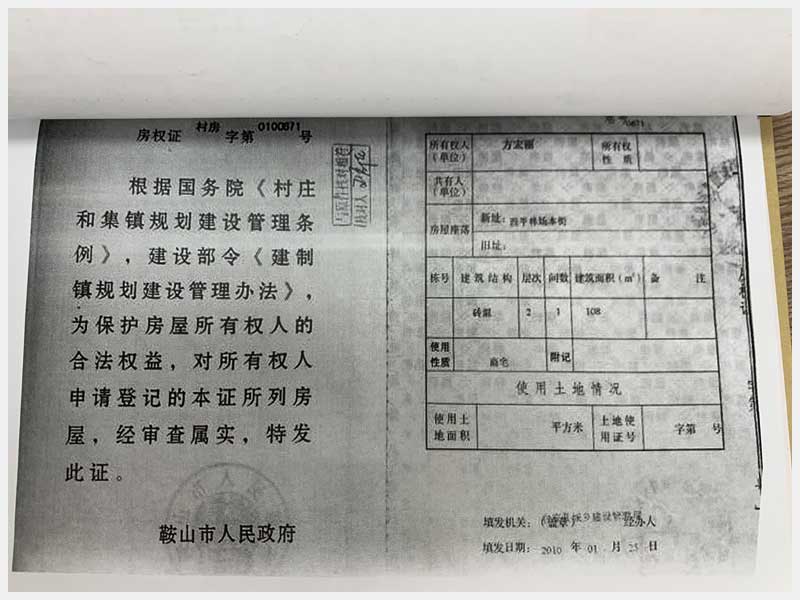 村房
房权证 字第 0100871 号
根据国务院《村庄
和集镇规划建设管理条
例》，建设部令《建制
镇规划建设管理办法》，
为保护房屋所有权人的
合法权益，对所有权人
申请登记的本证所列房
屋，经审查属实，特发
此证。
鞍山市人民政府
所有权人（单位） 方宏丽 所有权性质
共有人（单位）
房屋座落 新址： 西平林场本街
旧址：
栋号 建筑结构 层次 间数 建筑面积（m²） 备注
砖混 2 1 108
使用性质 商宅 附记
使用土地情况
使用土地面积 平方米 土地使用证号 字第 号
填发机关：（盖章） 经办人
填发日期： 2010 年 01 月 25 日